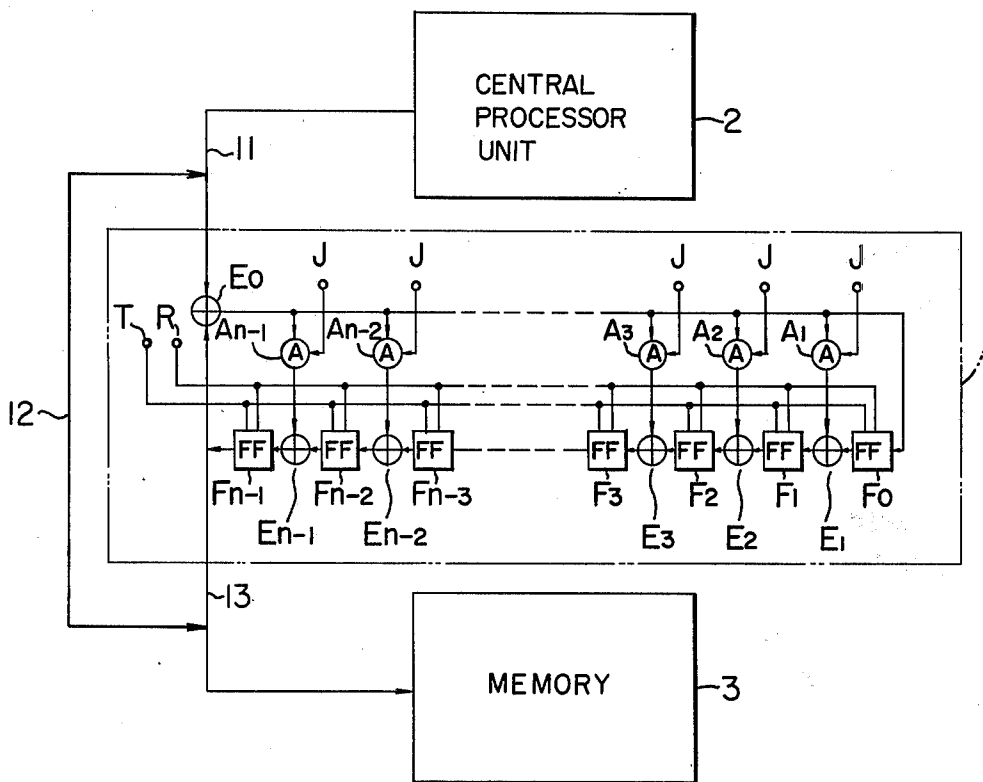 CENTRAL
PROCESSOR
UNIT
2
11
E0
J J J J J
T R An-1 An-2 A3 A2 A1
A A A A A
12
FF FF FF FF FF FF FF
Fn-1 Fn-2 Fn-3 F3 F2 F1 F0
En-1 En-2 E3 E2 E1
13
MEMORY
3